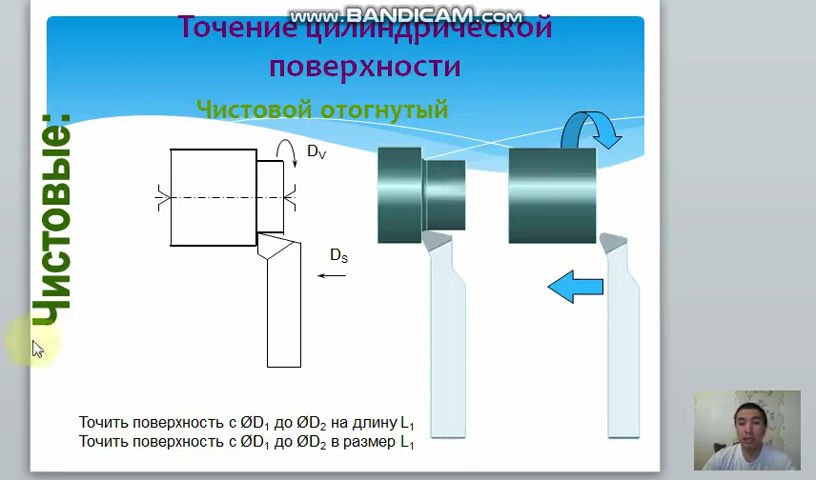 www.BANDICAM.com
Точение цилиндрической
поверхности
Чистовой отогнутый
Чистовые:
Dv
Ds
Точить поверхность с ØD1 до ØD2 на длину L1
Точить поверхность с ØD1 до ØD2 в размер L1